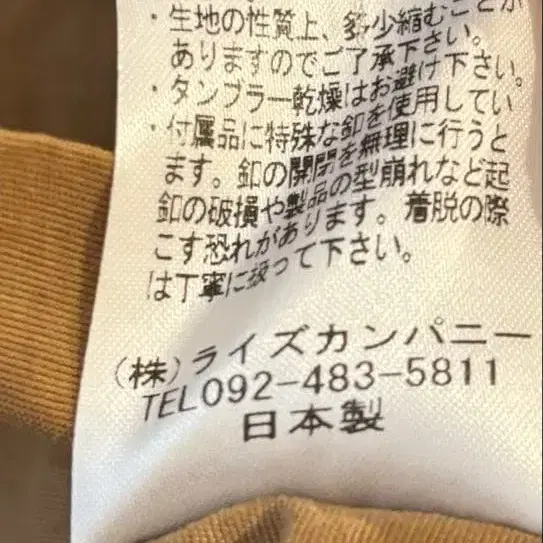 ・生地の性質上、多少縮むことが
ありますのでご了承下さい。
・タンブラー乾燥はお避け下さい。
・付属品に特殊な釦を使用してい
ます。釦の開閉を無理に行うと
釦の破損や製品の型崩れなど起
こす恐れがあります。着脱の際
は丁寧に扱って下さい。
(株)ライズカンパニー
TEL092-483-5811
日本製